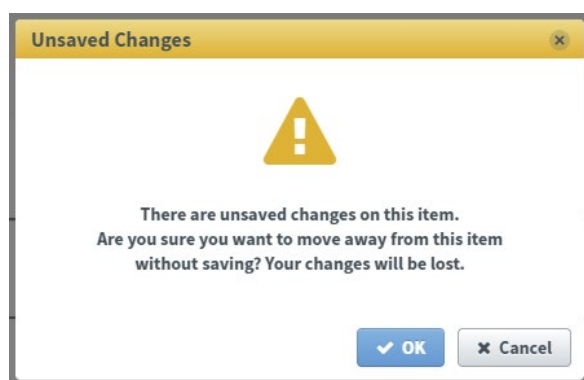 Unsaved Changes
There are unsaved changes on this item.
Are you sure you want to move away from this item
without saving? Your changes will be lost.
OK
Cancel